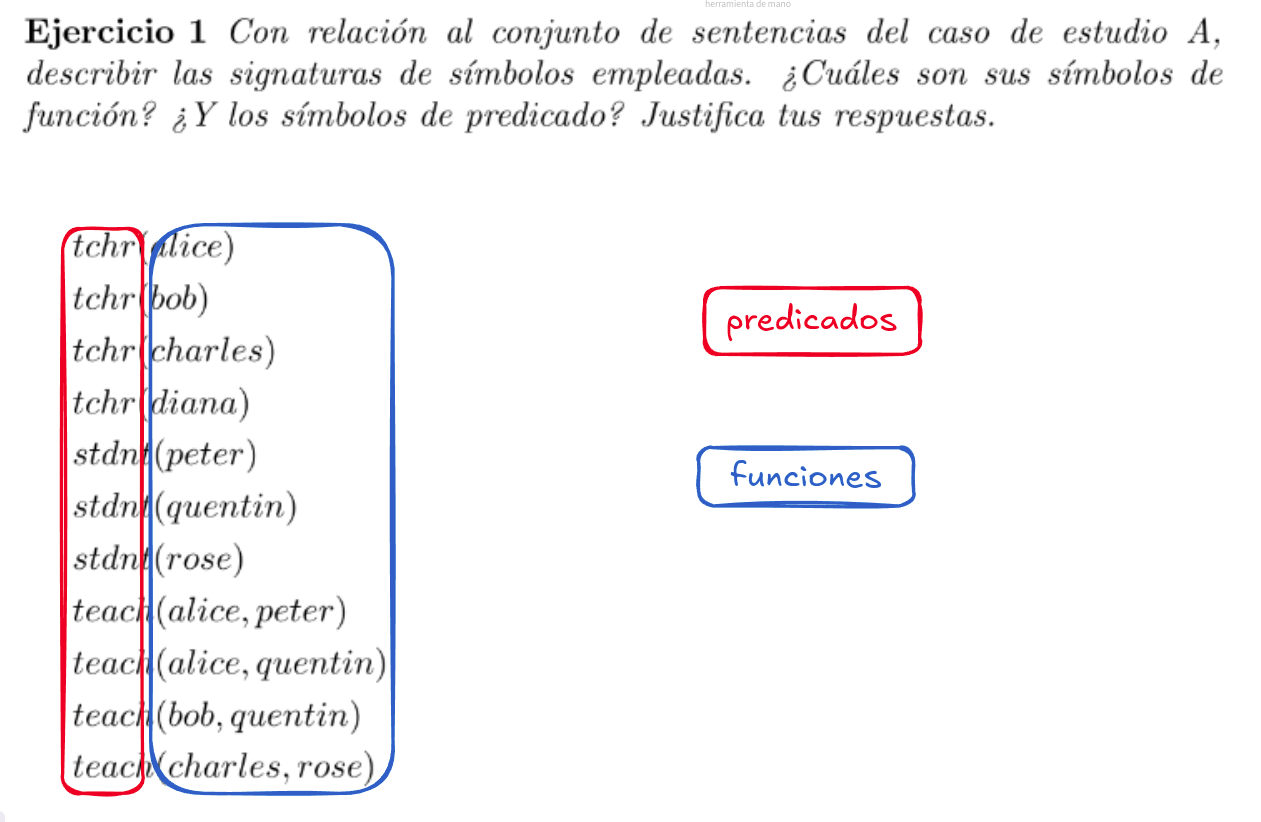 herramienta de mano
Ejercicio 1 Con relación al conjunto de sentencias del caso de estudio A,
describir las signaturas de símbolos empleadas. ¿Cuáles son sus símbolos de
función? ¿Y los símbolos de predicado? Justifica tus respuestas.
tchr(alice)
tchr(bob)
tchr(charles)
tchr(diana)
stdnt(peter)
stdnt(quentin)
stdnt(rose)
teach(alice, peter)
teach(alice, quentin)
teach(bob, quentin)
teach(charles, rose)
predicados
funciones